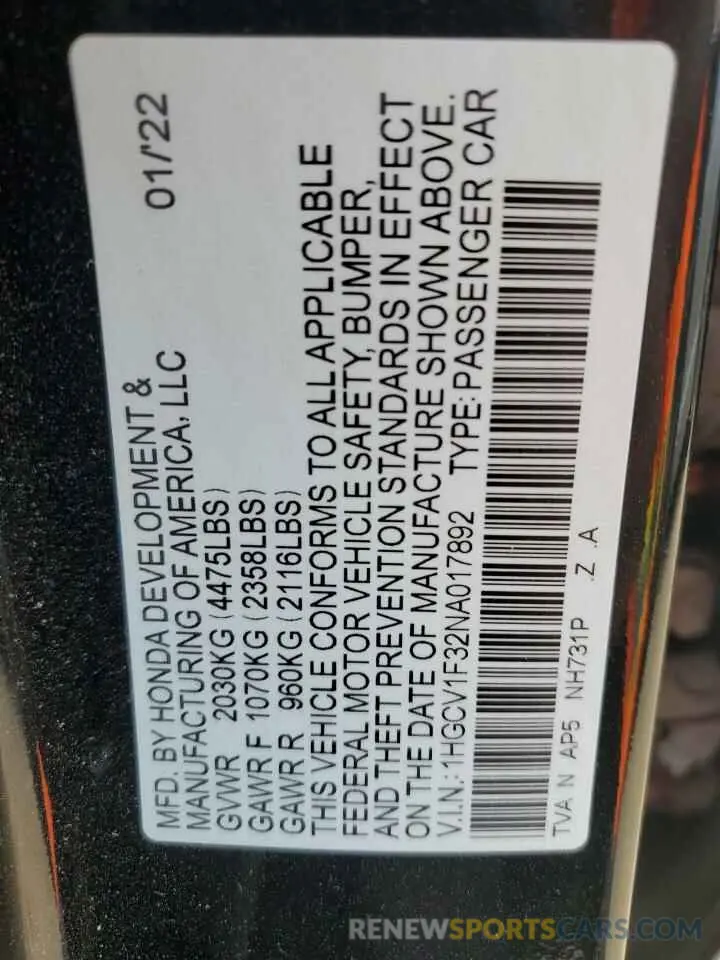 MFD. BY HONDA DEVELOPMENT & 01/'22
MANUFACTURING OF AMERICA, LLC
GVWR 2030KG(4475LBS)
GAWR F 1070KG(2358LBS)
GAWR R 960KG(2116LBS)
THIS VEHICLE CONFORMS TO ALL APPLICABLE
FEDERAL MOTOR VEHICLE SAFETY, BUMPER,
AND THEFT PREVENTION STANDARDS IN EFFECT
ON THE DATE OF MANUFACTURE SHOWN ABOVE.
V.I.N.:1HGCV1F32NA017892 TYPE:PASSENGER CAR
TVA N AP5 NH731P .Z .A
RENEWSPORTSCARS.COM